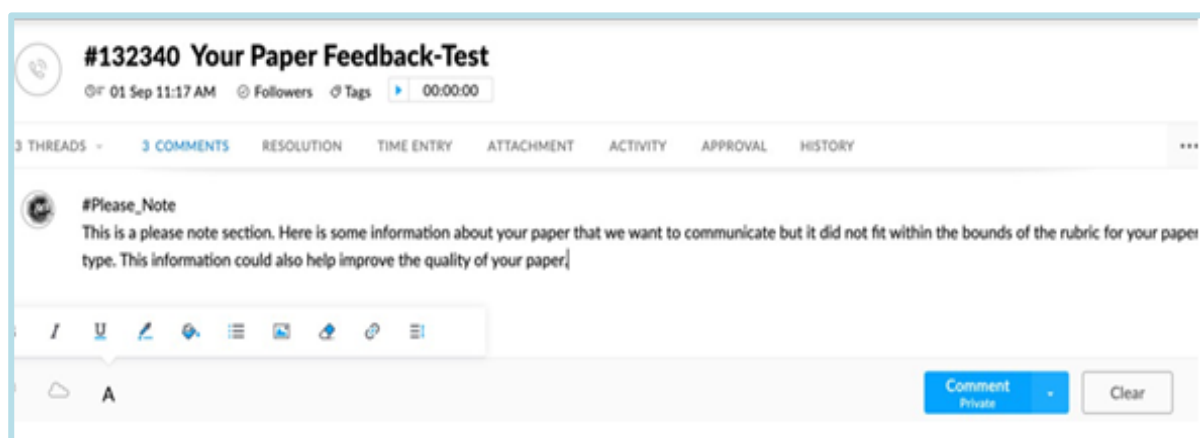 #132340 Your Paper Feedback-Test
01 Sep 11:17 AM Followers Tags 00:00:00
3 THREADS 3 COMMENTS RESOLUTION TIME ENTRY ATTACHMENT ACTIVITY APPROVAL HISTORY
#Please_Note
This is a please note section. Here is some information about your paper that we want to communicate but it did not fit within the bounds of the rubric for your paper
type. This information could also help improve the quality of your paper.
I U
A
Comment
Private
Clear